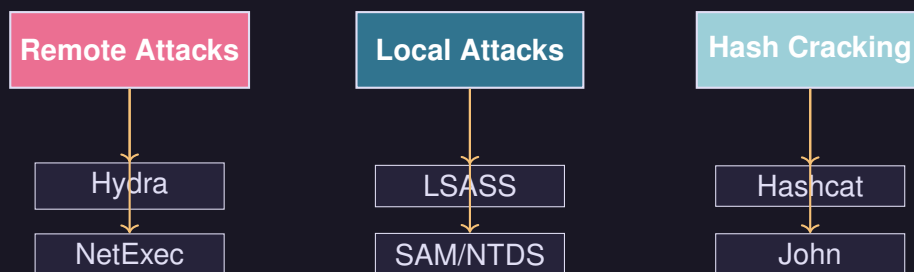 Remote Attacks
Local Attacks
Hash Cracking
Hydra
LSASS
Hashcat
NetExec
SAM/NTDS
John